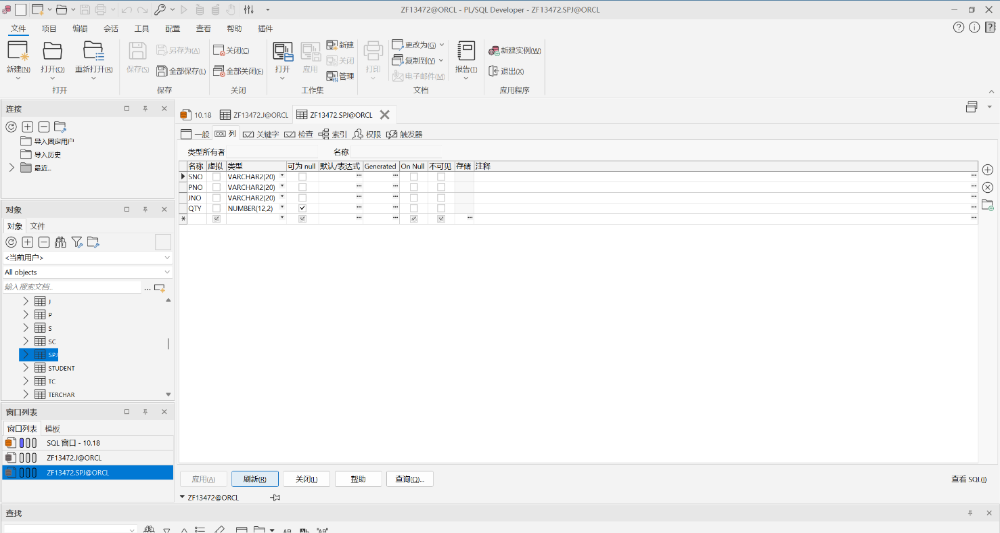 ZF13472@ORCL - PL/SQL Developer - ZF13472.SPJ@ORCL
文件 项目 编辑 会话 工具 配置 查看 帮助 插件
新建(N) 打开(O) 重新打开(R) 保存(S) 另存为(A) 全部保存(L) 关闭(C) 全部关闭(E) 打开 应用 新建 关闭 管理 打印 更改为(G) 复制到(Y) 电子邮件(M) 报告(T) 新建实例(W) 退出(X)
打开 保存 关闭 工作集 文档 应用程序
连接
导入固定用户
导入历史
最近...
对象
对象 文件
<当前用户>
All objects
输入搜索文档...
...
J
P
S
SC
SPJ
STUDENT
TC
TERCHAR
窗口列表
窗口列表 模板
SQL 窗口 - 10.18
ZF13472.J@ORCL
ZF13472.SPJ@ORCL
10.18 ZF13472.J@ORCL ZF13472.SPJ@ORCL
一般 COL 列 关键字 检查 索引 权限 触发器
类型所有者 名称
名称 虚拟 类型 可为 null 默认/表达式 Generated On Null 不可见 存储 注释
SNO VARCHAR2(20)
PNO VARCHAR2(20)
JNO VARCHAR2(20)
QTY NUMBER(12,2)
应用(A) 刷新(R) 关闭(L) 帮助 查询(Q)... 查看 SQL(I)
ZF13472@ORCL
查找